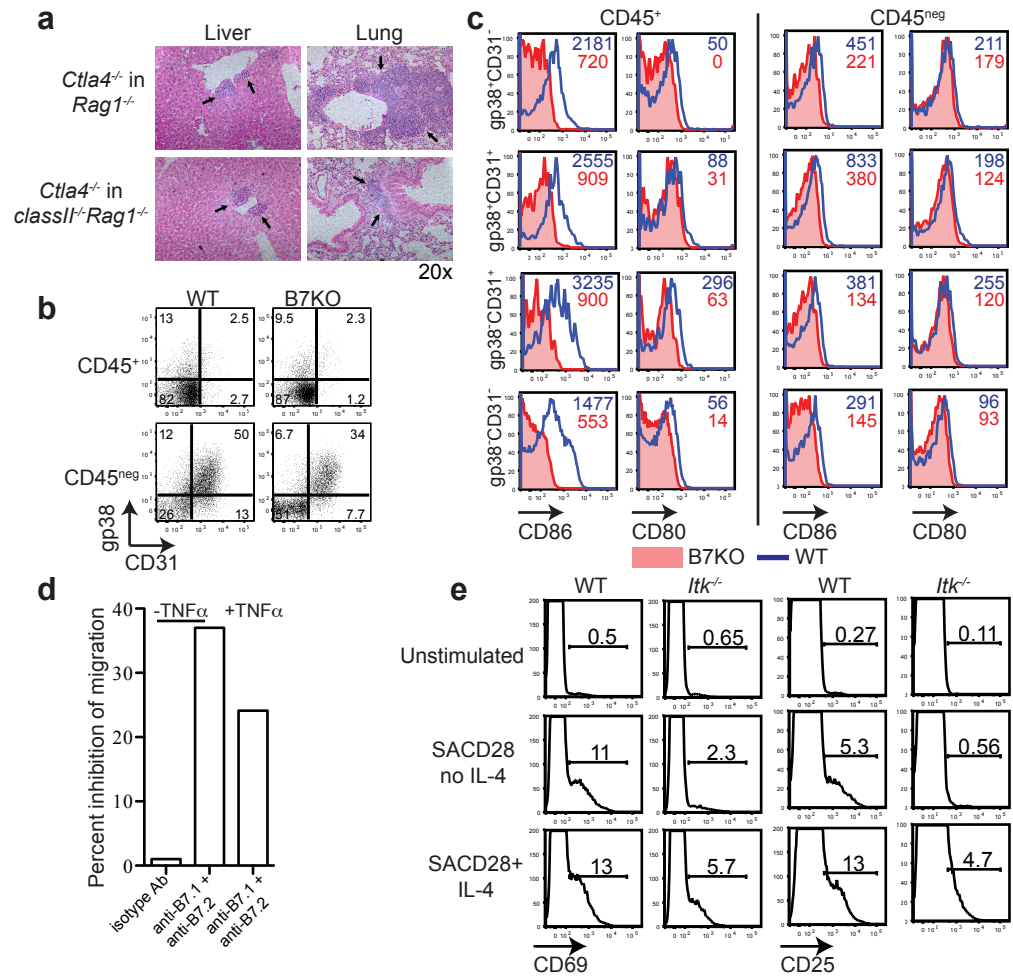 a
Liver Lung
Ctla4-/- in
Rag1-/-
Ctla4-/- in
classII-/-Rag1-/-
20x
b
WT B7KO
CD45+
13 2.5 9.5 2.3
82 2.7 87 1.2
CD45neg
12 50 6.7 34
26 13 51 7.7
gp38
CD31
c
CD45+ CD45neg
gp38+CD31-
2181 50 451 211
720 0 221 179
gp38+CD31+
2555 88 833 198
909 31 380 124
gp38-CD31+
3235 296 381 255
900 63 134 120
gp38-CD31-
1477 56 291 96
553 14 145 93
CD86 CD80 CD86 CD80
B7KO WT
d
-TNFα +TNFα
Percent inhibition of migration
40
30
20
10
0
isotype Ab
anti-B7.1 +
anti-B7.2
anti-B7.1 +
anti-B7.2
e
WT Itk-/- WT Itk-/-
Unstimulated
0.5 0.65 0.27 0.11
SACD28
no IL-4
11 2.3 5.3 0.56
SACD28+
IL-4
13 5.7 13 4.7
CD69 CD25